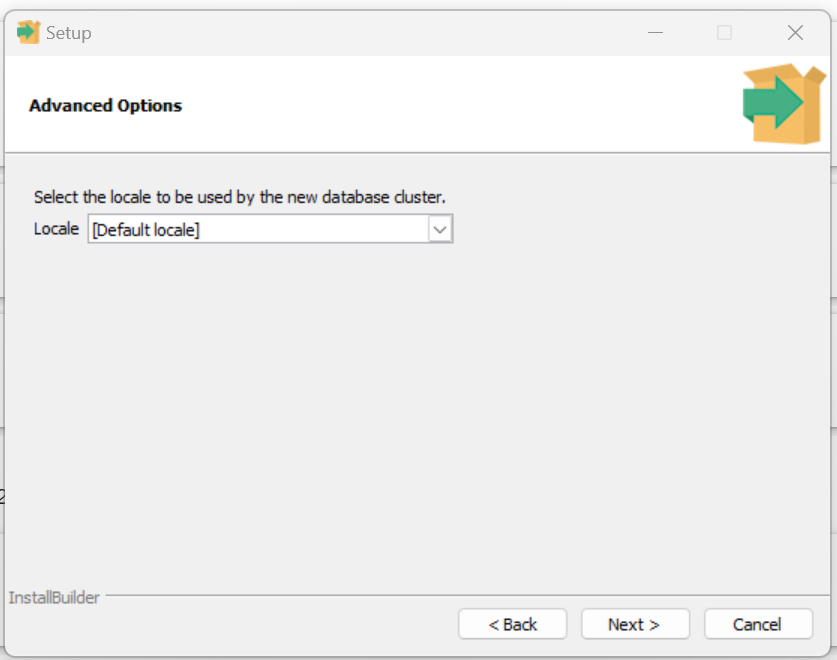 Setup
Advanced Options
Select the locale to be used by the new database cluster.
Locale [Default locale]
2
InstallBuilder
< Back Next > Cancel